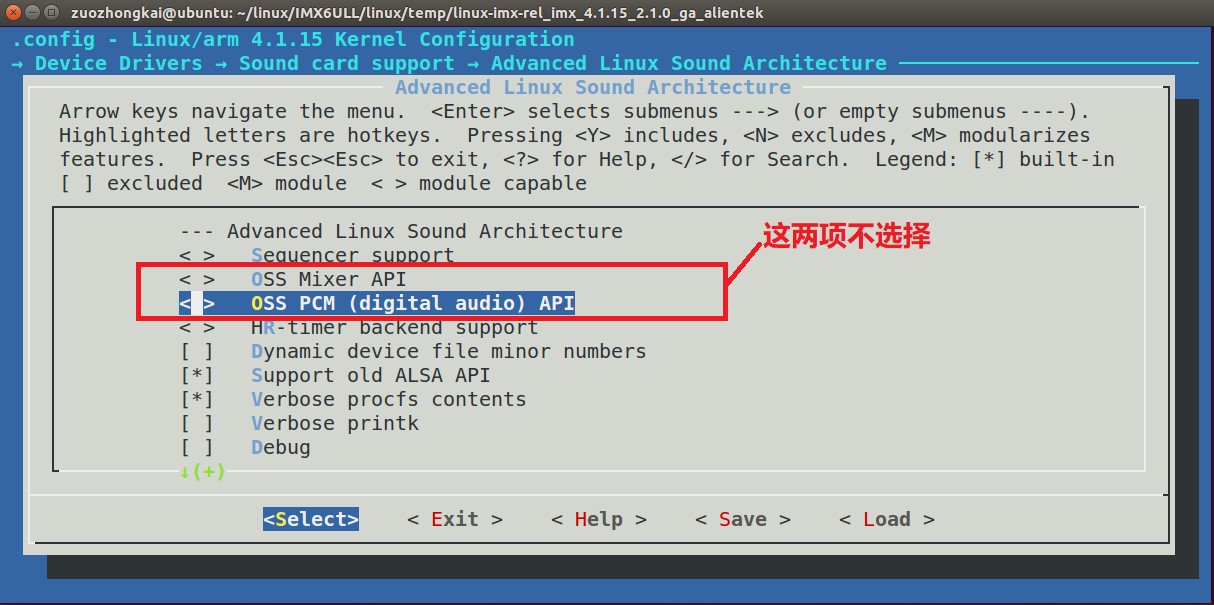 zuozhongkai@ubuntu: ~/linux/IMX6ULL/linux/temp/linux-imx-rel_imx_4.1.15_2.1.0_ga_alientek
.config - Linux/arm 4.1.15 Kernel Configuration
→ Device Drivers → Sound card support → Advanced Linux Sound Architecture
Advanced Linux Sound Architecture
Arrow keys navigate the menu.  <Enter> selects submenus ---> (or empty submenus ----).
Highlighted letters are hotkeys.  Pressing <Y> includes, <N> excludes, <M> modularizes
features.  Press <Esc><Esc> to exit, <?> for Help, </> for Search.  Legend: [*] built-in
[ ] excluded  <M> module  < > module capable
--- Advanced Linux Sound Architecture
< >   Sequencer support
< >   OSS Mixer API
< >   OSS PCM (digital audio) API
这两项不选择
< >   HR-timer backend support
[ ]   Dynamic device file minor numbers
[*]   Support old ALSA API
[*]   Verbose procfs contents
[ ]   Verbose printk
[ ]   Debug
↓(+)
<Select>    < Exit >    < Help >    < Save >    < Load >